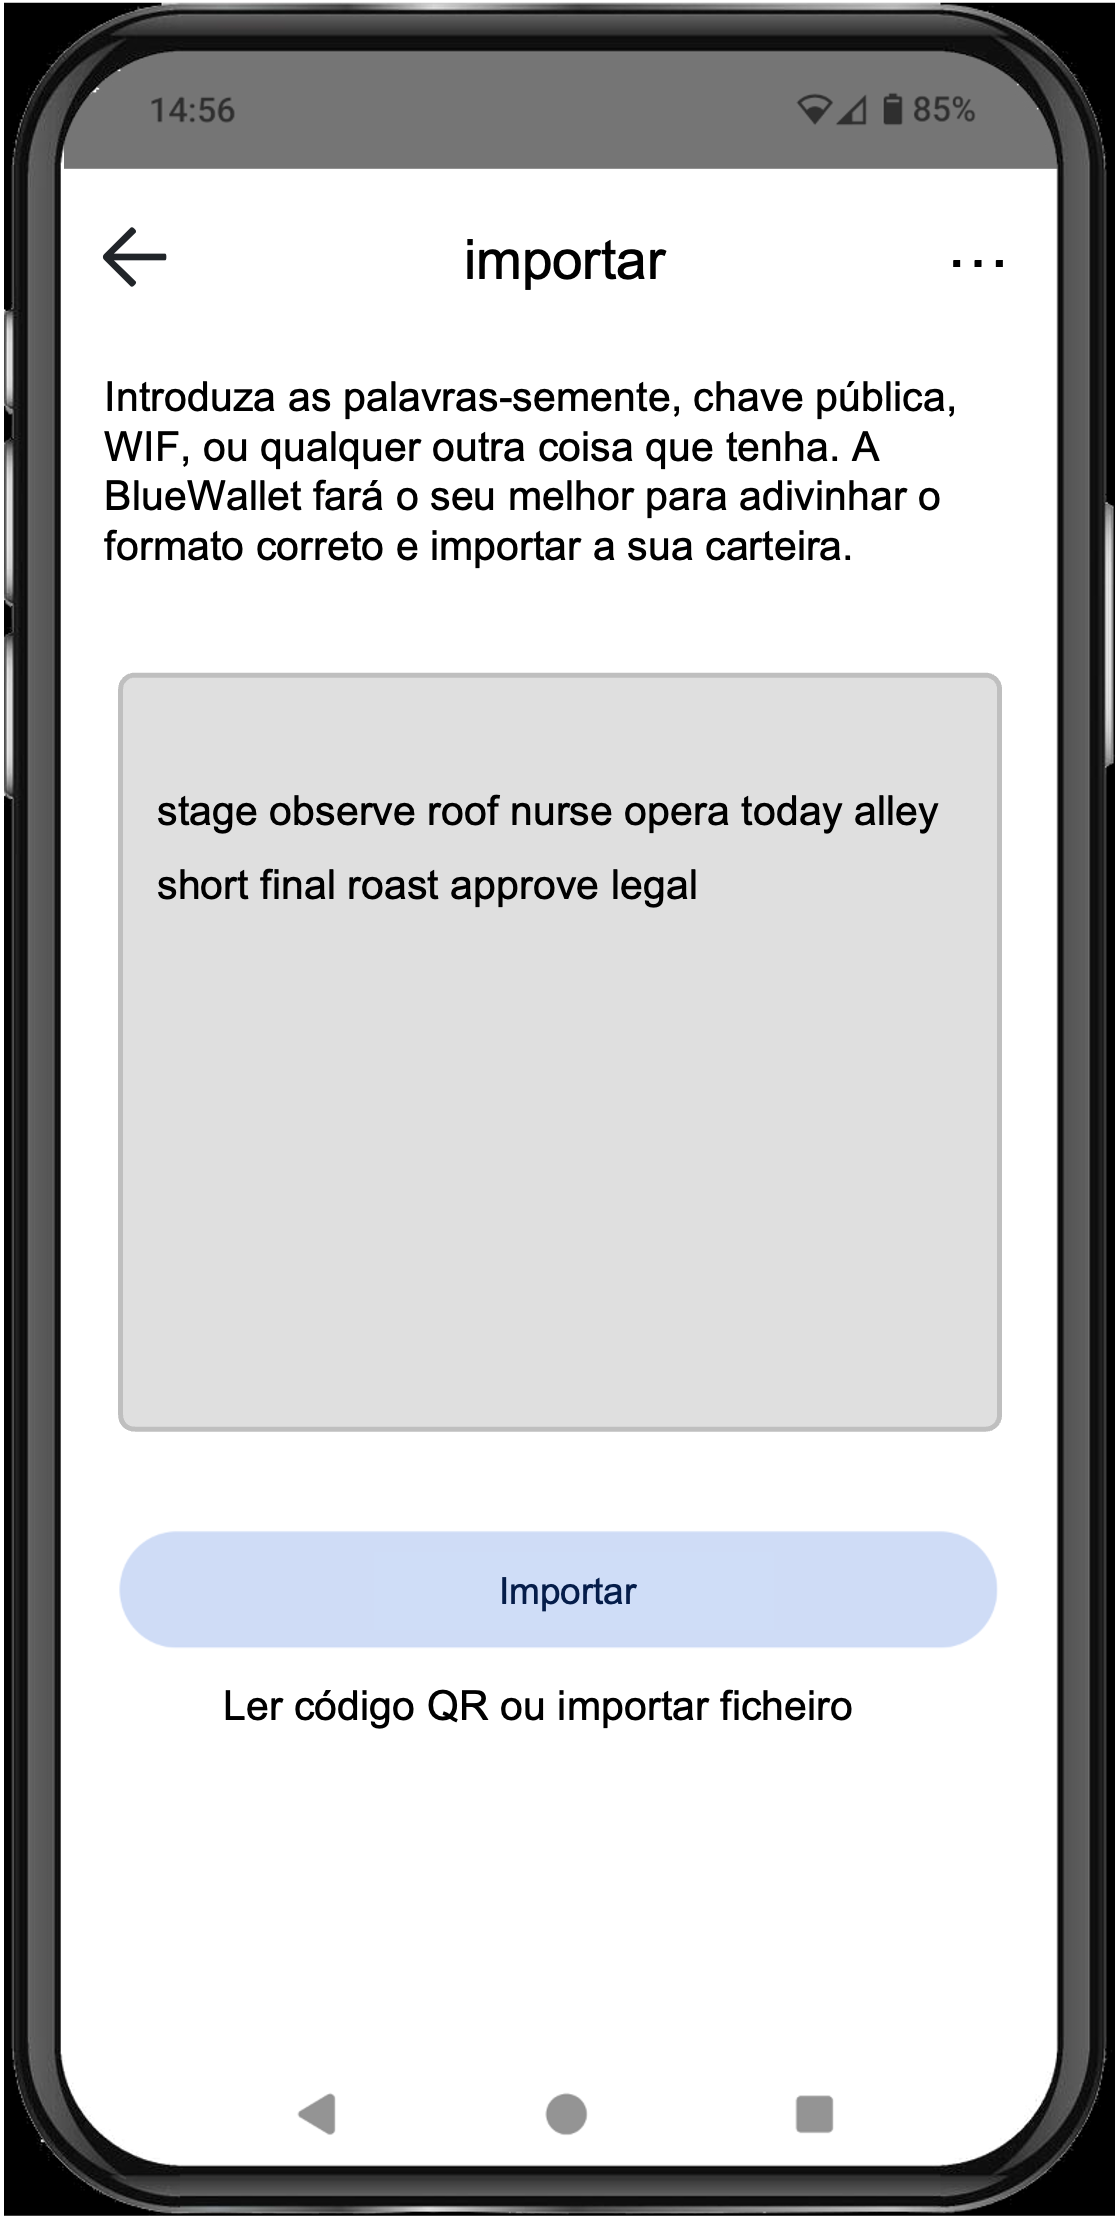 14:56 85%
importar ...
Introduza as palavras-semente, chave pública,
WIF, ou qualquer outra coisa que tenha. A
BlueWallet fará o seu melhor para adivinhar o
formato correto e importar a sua carteira.
stage observe roof nurse opera today alley
short final roast approve legal
Importar
Ler código QR ou importar ficheiro